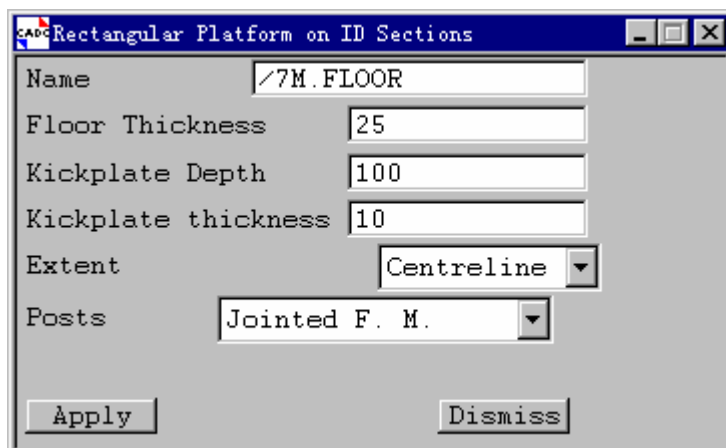 CADC Rectangular Platform on ID Sections
Name /7M.FLOOR
Floor Thickness 25
Kickplate Depth 100
Kickplate thickness 10
Extent Centreline
Posts Jointed F. M.
Apply Dismiss